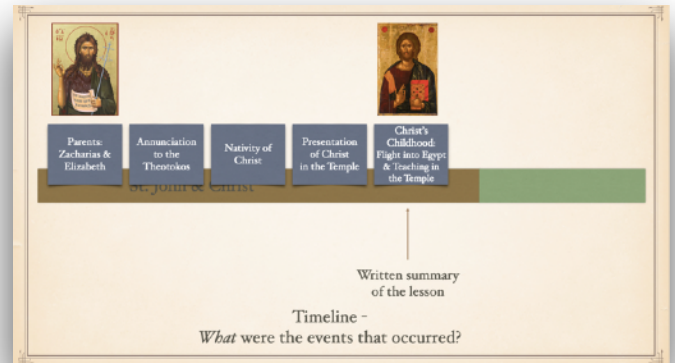 Parents:
Zacharias &
Elizabeth
Annunciation
to the
Theotokos
Nativity of
Christ
Presentation
of Christ
in the Temple
Christ's
Childhood:
Flight into Egypt
& Teaching in
the Temple
St. John & Christ
Written summary
of the lesson
Timeline -
What were the events that occurred?